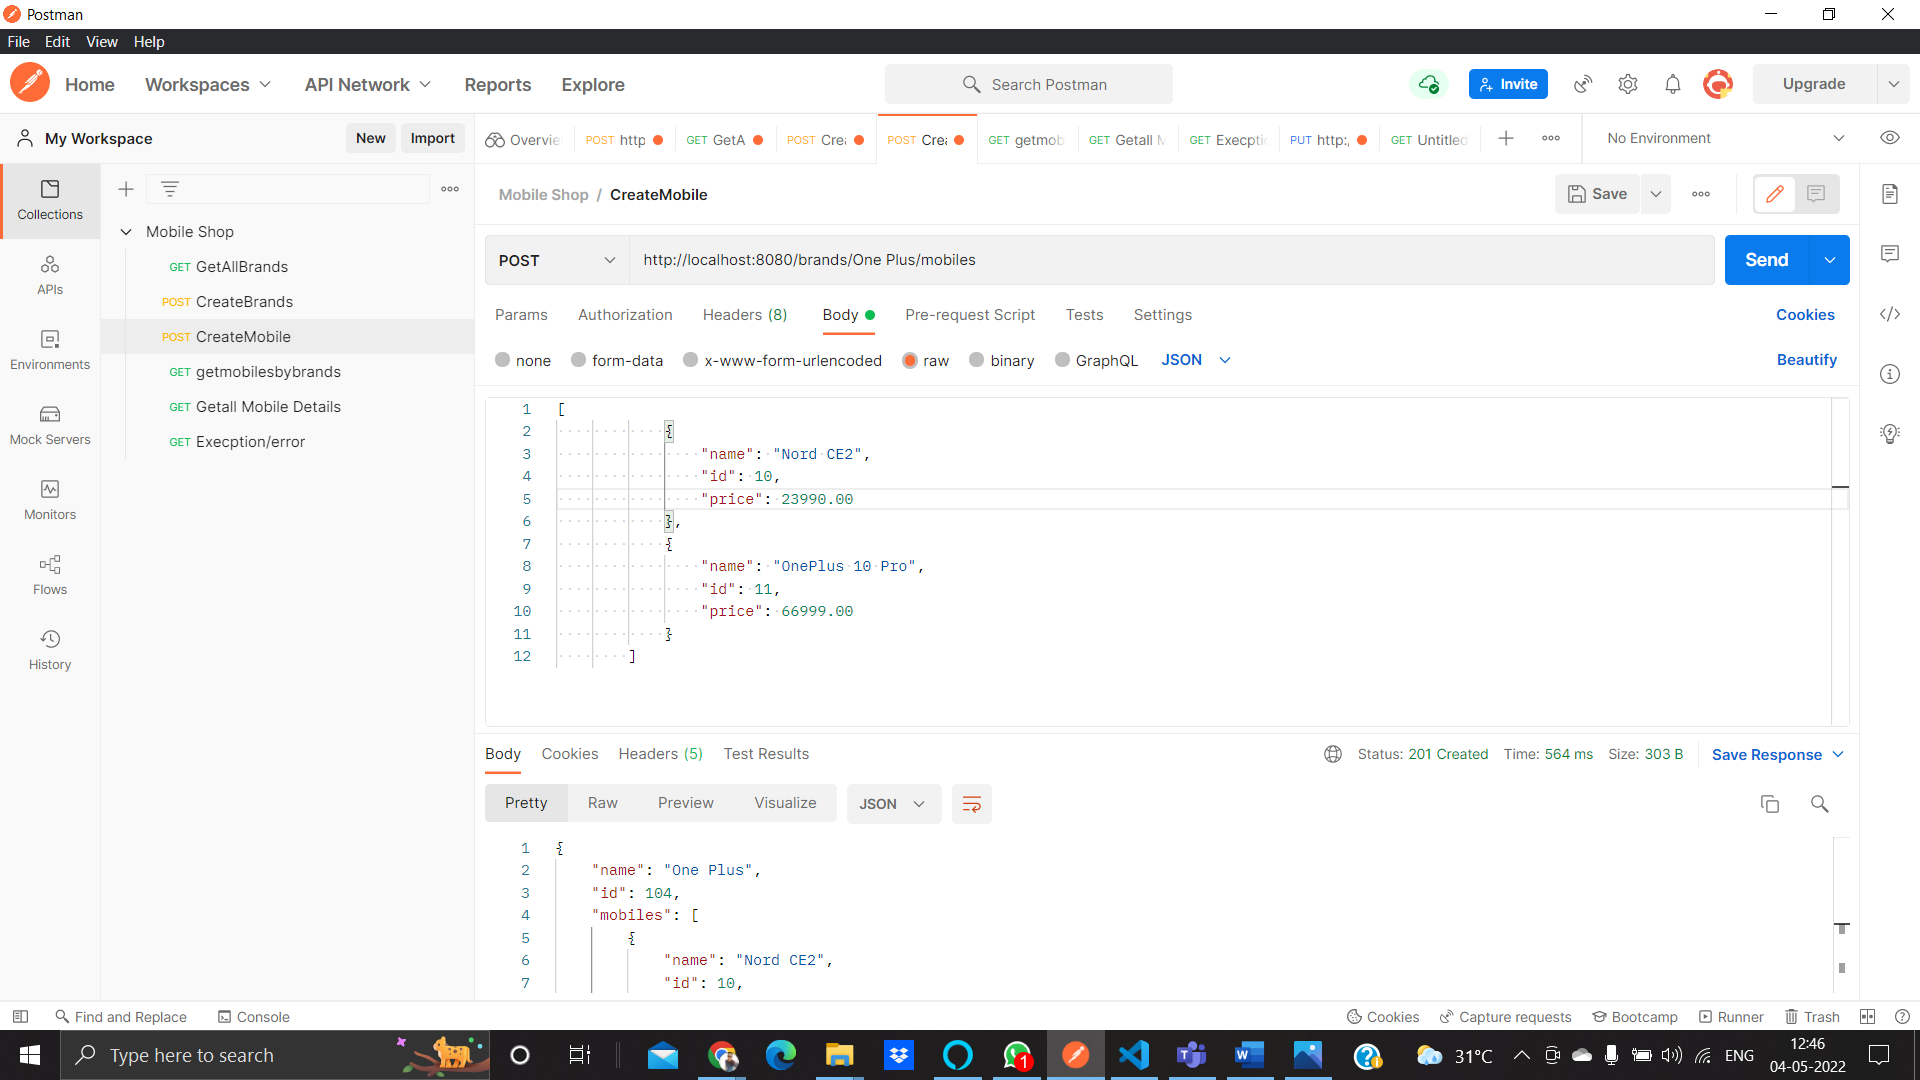 Postman
File Edit View Help
Home Workspaces API Network Reports Explore Search Postman Invite Upgrade
My Workspace New Import Overvie POST http GET GetA POST Crea POST Crea GET getmob GET Getall M GET Execptic PUT http:, GET Untitled No Environment
Collections
APIs
Environments
Mock Servers
Monitors
Flows
History
Mobile Shop
GET GetAllBrands
POST CreateBrands
POST CreateMobile
GET getmobilesbybrands
GET Getall Mobile Details
GET Execption/error
Mobile Shop / CreateMobile Save
POST http://localhost:8080/brands/One Plus/mobiles Send
Params Authorization Headers (8) Body Pre-request Script Tests Settings Cookies
none form-data x-www-form-urlencoded raw binary GraphQL JSON Beautify
1 [
2 {
3 "name": "Nord CE2",
4 "id": 10,
5 "price": 23990.00
6 },
7 {
8 "name": "OnePlus 10 Pro",
9 "id": 11,
10 "price": 66999.00
11 }
12 ]
Body Cookies Headers (5) Test Results Status: 201 Created Time: 564 ms Size: 303 B Save Response
Pretty Raw Preview Visualize JSON
1 {
2 "name": "One Plus",
3 "id": 104,
4 "mobiles": [
5 {
6 "name": "Nord CE2",
7 "id": 10,
Find and Replace Console Cookies Capture requests Bootcamp Runner Trash
Type here to search 1 31°C ENG 12:46
04-05-2022